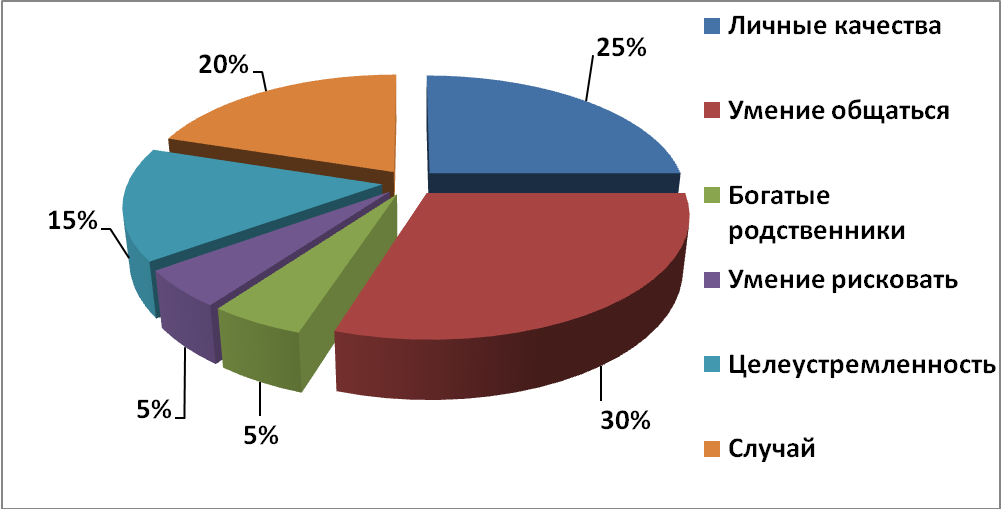 25%
30%
5%
5%
15%
20%
Личные качества
Умение общаться
Богатые
родственники
Умение рисковать
Целеустремленность
Случай